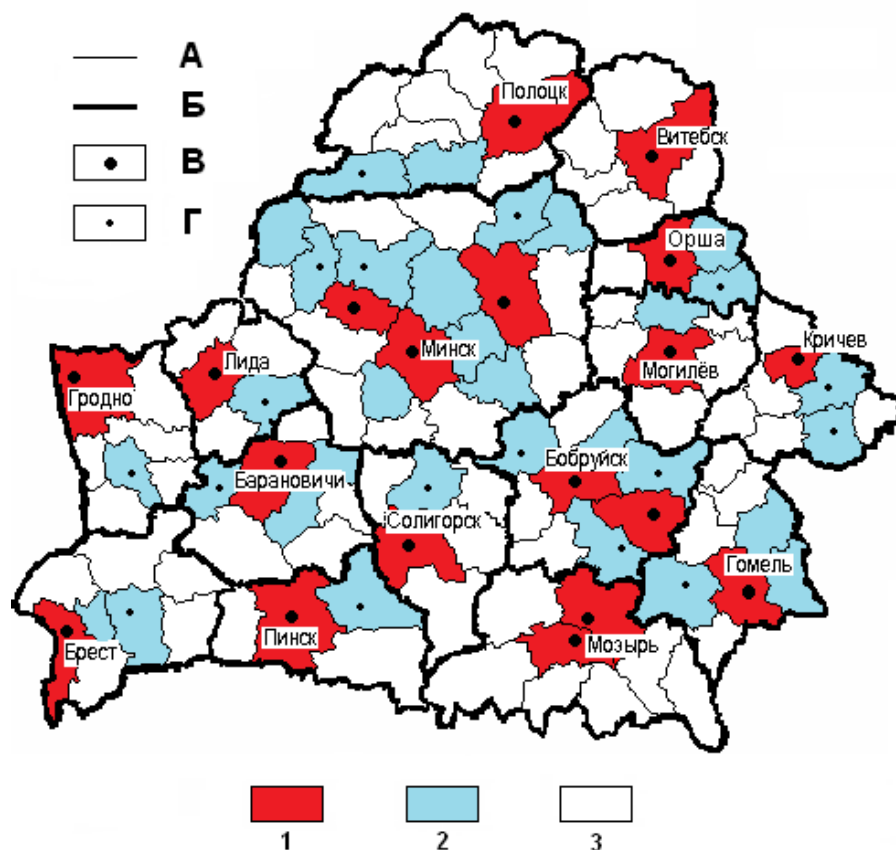 А
Б
В
Г
Полоцк
Витебск
Орша
Кричев
Минск
Могилёв
Лида
Гродно
Барановичи
Бобруйск
Солигорск
Гомель
Пинск
Мозырь
Брест
1
2
3